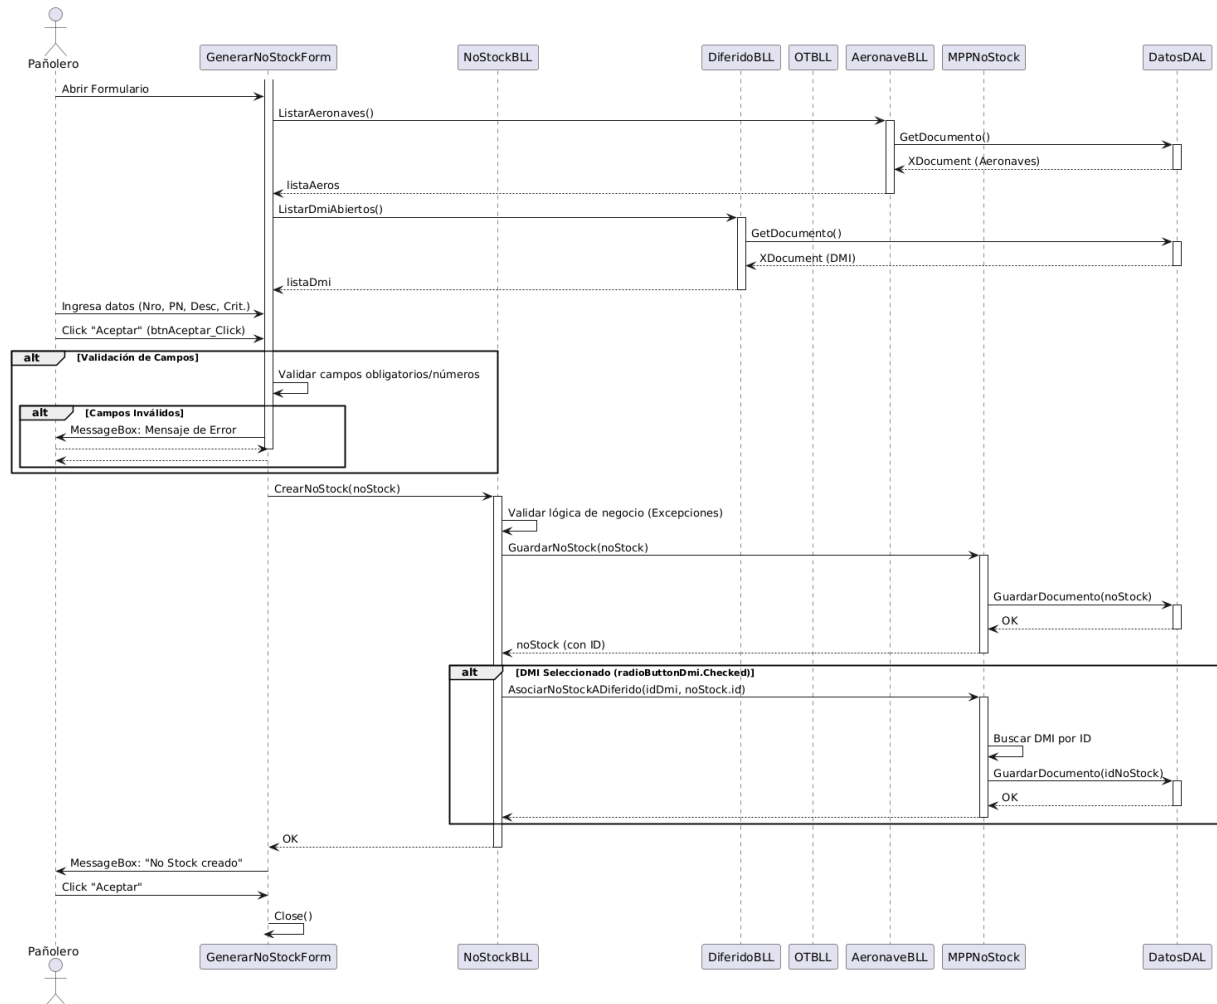 Pañolero
GenerarNoStockForm
NoStockBLL
DiferidoBLL
OTBLL
AeronaveBLL
MPPNoStock
DatosDAL
Abrir Formulario
ListarAeronaves()
GetDocumento()
XDocument (Aeronaves)
listaAeros
ListarDmiAbiertos()
GetDocumento()
XDocument (DMI)
listaDmi
Ingresa datos (Nro, PN, Desc, Crit.)
Click "Aceptar" (btnAceptar_Click)
alt [Validación de Campos]
Validar campos obligatorios/números
alt [Campos Inválidos]
MessageBox: Mensaje de Error
CrearNoStock(noStock)
Validar lógica de negocio (Excepciones)
GuardarNoStock(noStock)
GuardarDocumento(noStock)
OK
noStock (con ID)
alt [DMI Seleccionado (radioButtonDmi.Checked)]
AsociarNoStockADiferido(idDmi, noStock.id)
Buscar DMI por ID
GuardarDocumento(idNoStock)
OK
OK
MessageBox: "No Stock creado"
Click "Aceptar"
Close()
Pañolero
GenerarNoStockForm
NoStockBLL
DiferidoBLL
OTBLL
AeronaveBLL
MPPNoStock
DatosDAL